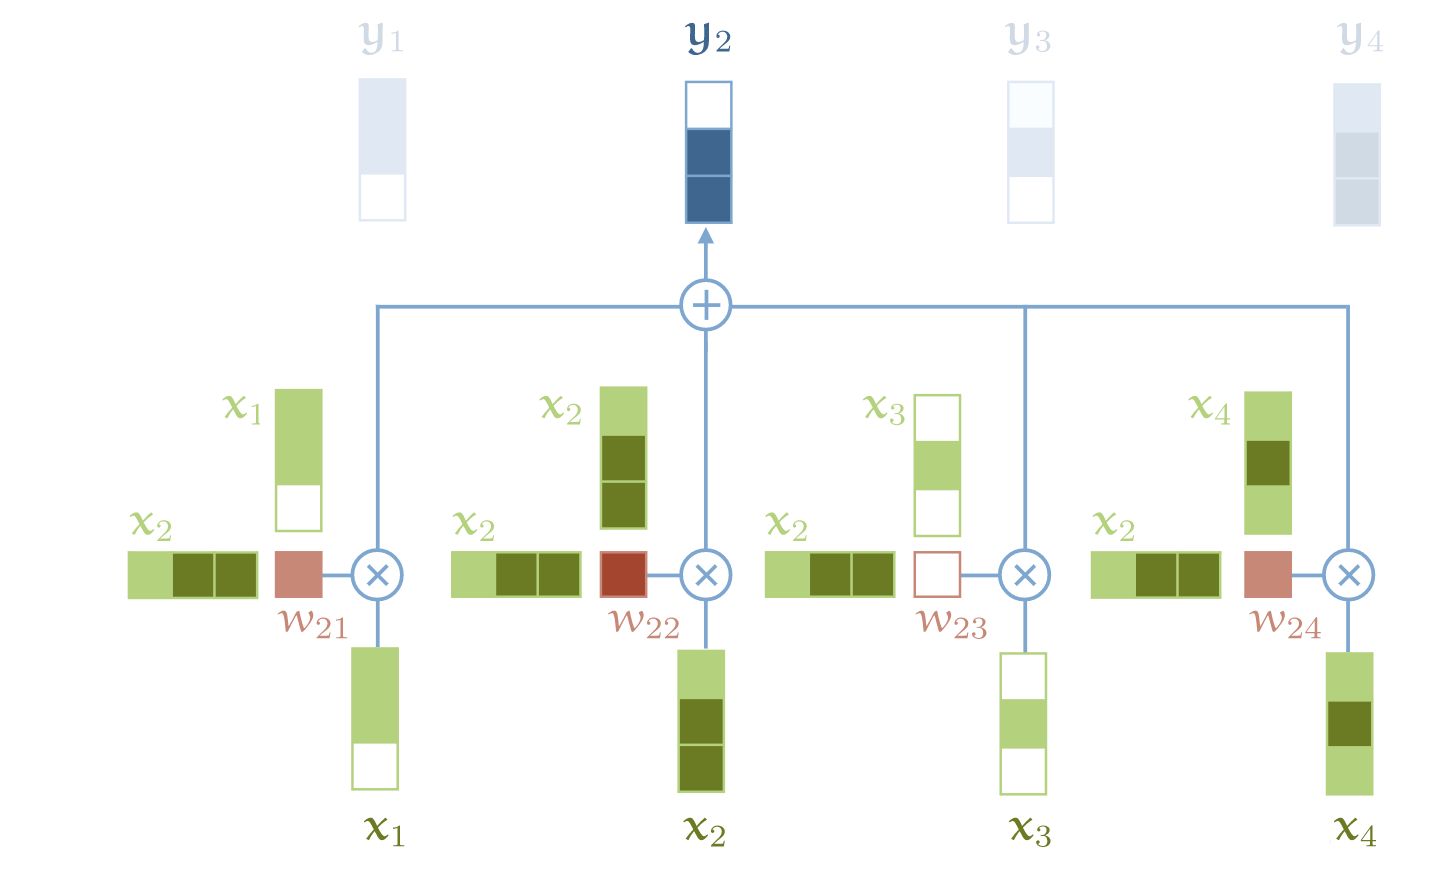 y₁ y₂ y₃ y₄
x₁ x₂ x₃ x₄
x₂ x₂ x₂ x₂
w₂₁ w₂₂ w₂₃ w₂₄
x₁ x₂ x₃ x₄